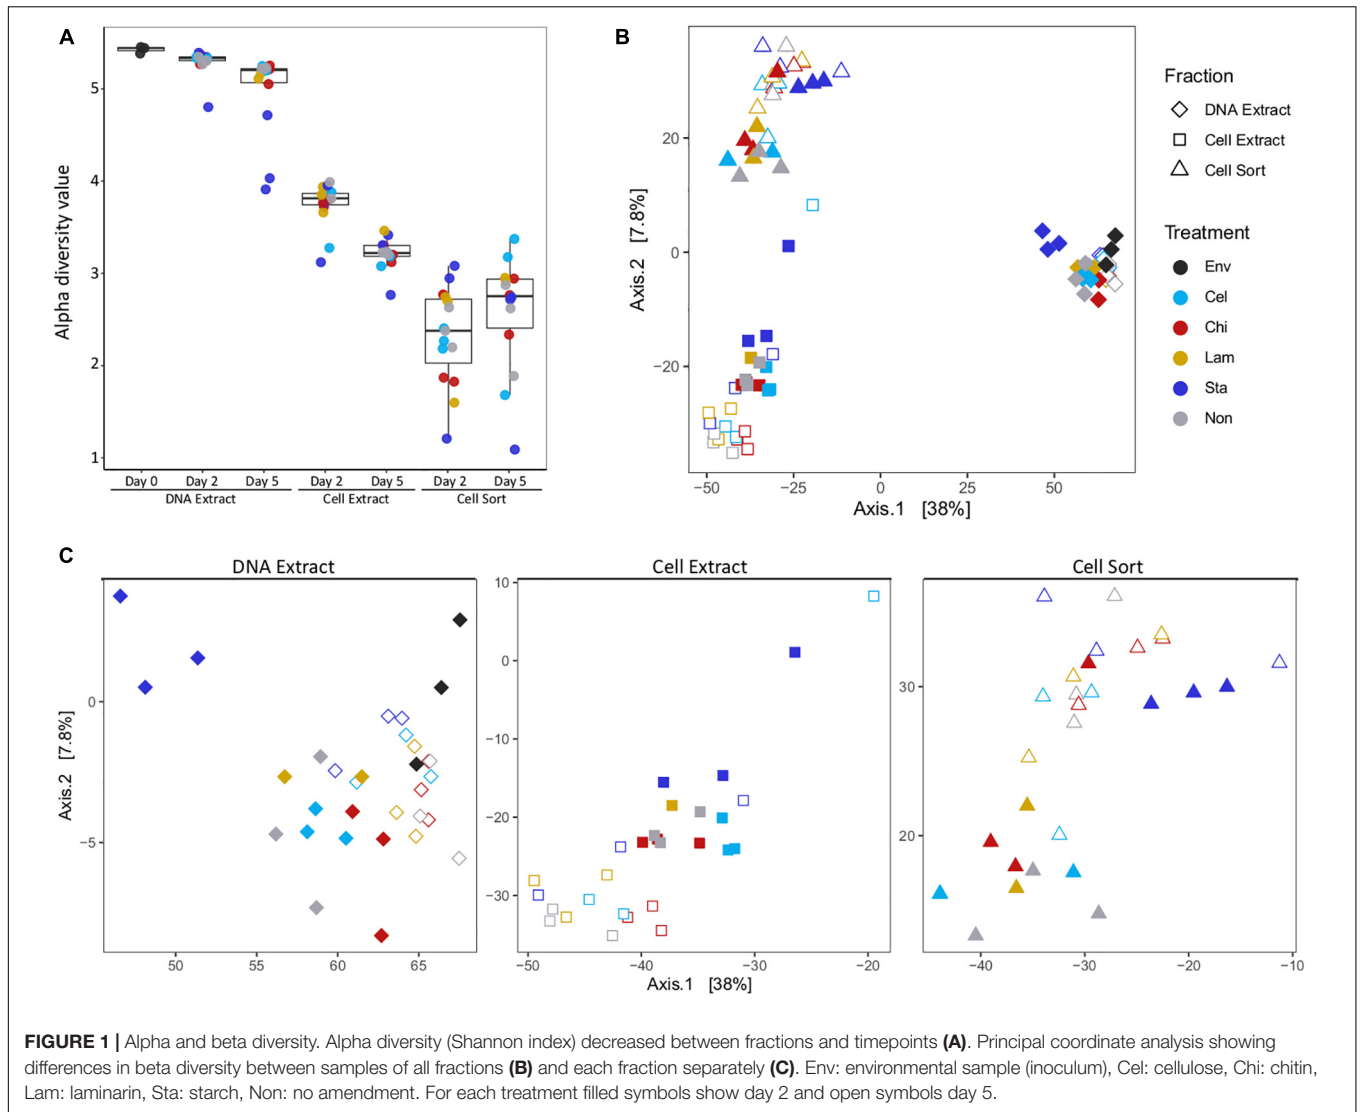 A
Alpha diversity value
5
4
3
2
1
Day 0
Day 2
Day 5
Day 2
Day 5
Day 2
Day 5
DNA Extract
Cell Extract
Cell Sort
B
Axis.2 [7.8%]
20
0
−20
−50
−25
0
25
50
Axis.1 [38%]
Fraction
DNA Extract
Cell Extract
Cell Sort
Treatment
Env
Cel
Chi
Lam
Sta
Non
C
DNA Extract
Cell Extract
Cell Sort
Axis.2 [7.8%]
0
−5
50
55
60
65
10
0
−10
−20
−30
−50
−40
−30
−20
30
20
−40
−30
−20
−10
Axis.1 [38%]
FIGURE 1 | Alpha and beta diversity. Alpha diversity (Shannon index) decreased between fractions and timepoints (A). Principal coordinate analysis showing
differences in beta diversity between samples of all fractions (B) and each fraction separately (C). Env: environmental sample (inoculum), Cel: cellulose, Chi: chitin,
Lam: laminarin, Sta: starch, Non: no amendment. For each treatment filled symbols show day 2 and open symbols day 5.